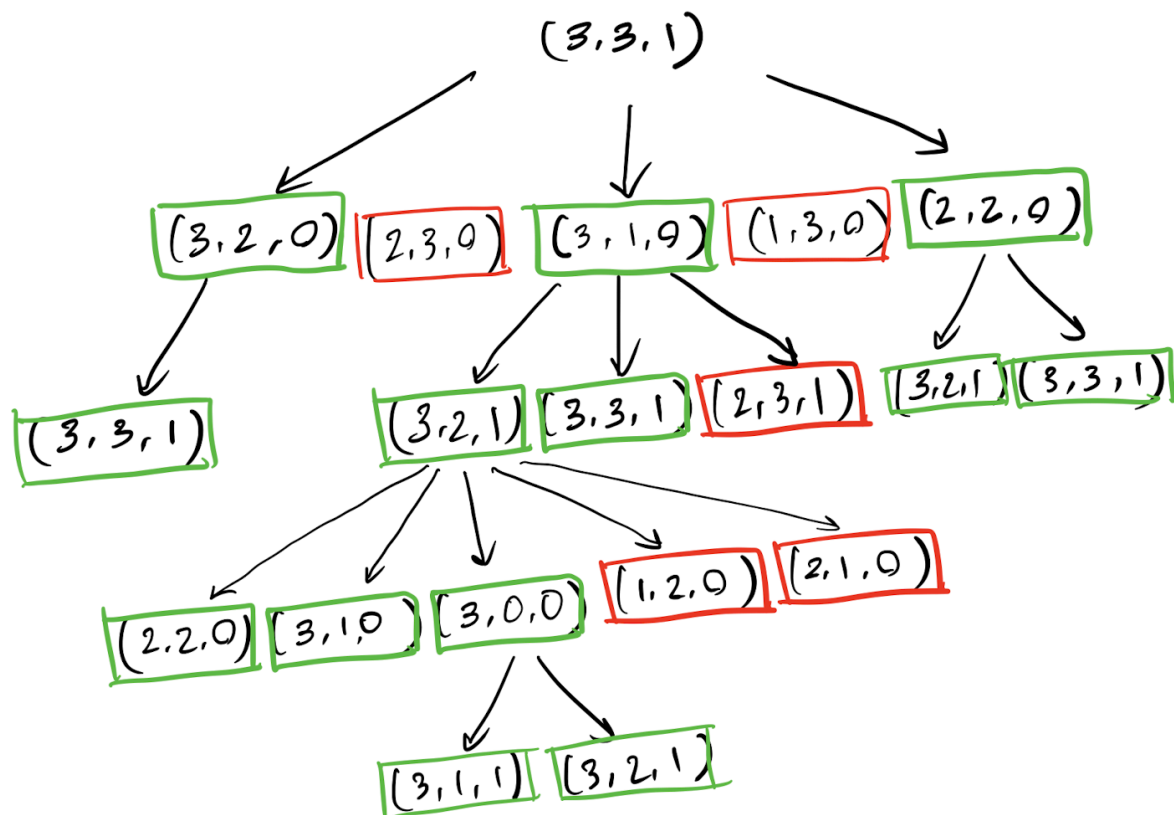 (3,3,1)
(3,2,0) (2,3,0) (3,1,0) (1,3,0) (2,2,0)
(3,3,1) (3,2,1) (3,3,1) (2,3,1) (3,2,1) (3,3,1)
(2,2,0) (3,1,0) (3,0,0) (1,2,0) (2,1,0)
(3,1,1) (3,2,1)